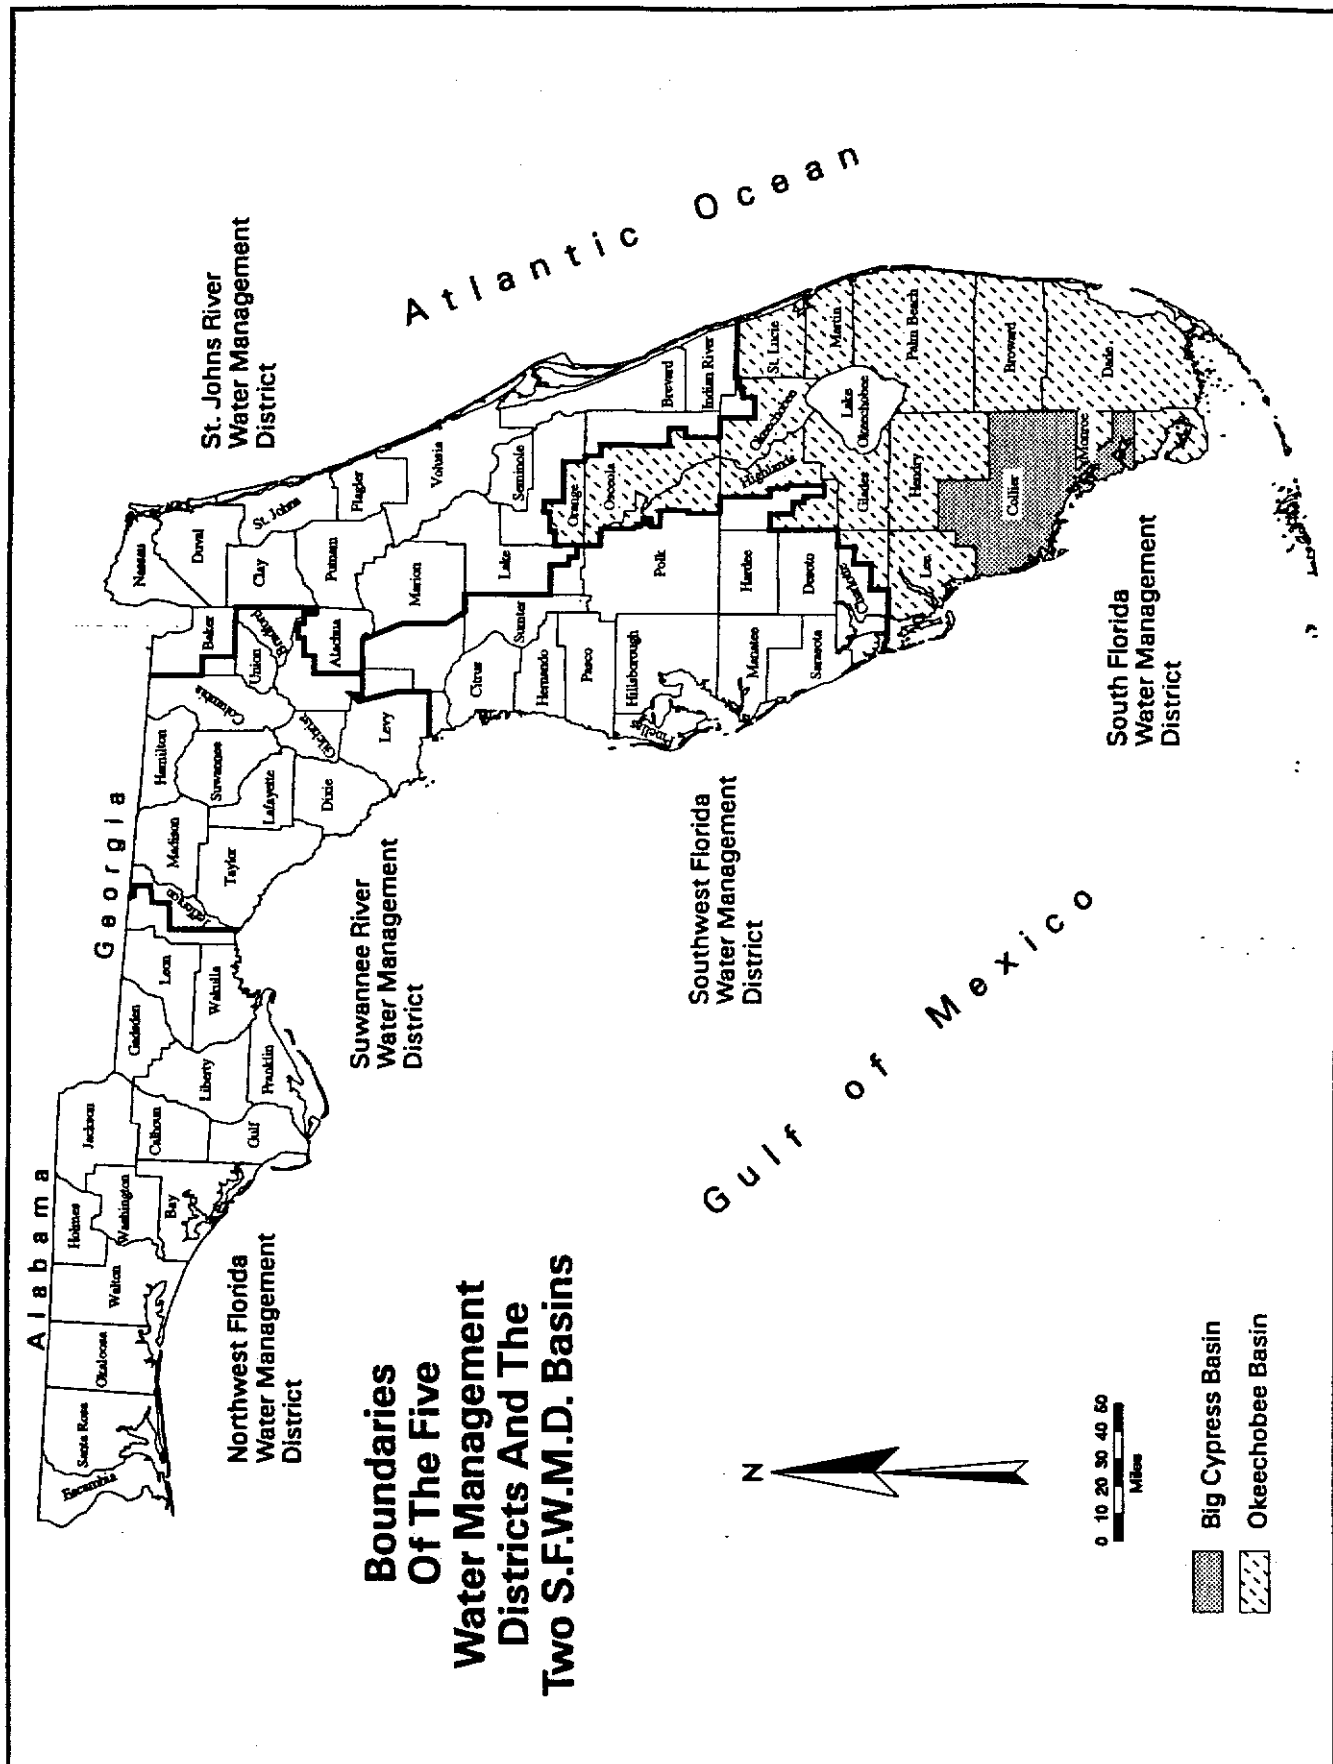 Alabama
Georgia
Escambia
Santa Rosa
Okaloosa
Walton
Holmes
Washington
Bay
Jackson
Calhoun
Gulf
Gadsden
Liberty
Franklin
Leon
Wakulla
Jefferson
Madison
Taylor
Hamilton
Suwannee
Lafayette
Dixie
Columbia
Gilchrist
Levy
Baker
Union
Bradford
Alachua
Nassau
Duval
Clay
St. Johns
Putnam
Flagler
Marion
Volusia
Citrus
Sumter
Lake
Seminole
Hernando
Pasco
Orange
Hillsborough
Pinellas
Polk
Osceola
Brevard
Indian River
Manatee
Hardee
Highlands
Okeechobee
St. Lucie
Sarasota
Desoto
Martin
Charlotte
Glades
Lake
Okeechobee
Lee
Hendry
Palm Beach
Collier
Broward
Monroe
Dade
Northwest Florida
Water Management
District
Suwannee River
Water Management
District
St. Johns River
Water Management
District
Southwest Florida
Water Management
District
South Florida
Water Management
District
Atlantic Ocean
Gulf of Mexico
Boundaries
Of The Five
Water Management
Districts And The
Two S.F.W.M.D. Basins
N
0 10 20 30 40 50
Miles
Big Cypress Basin
Okeechobee Basin